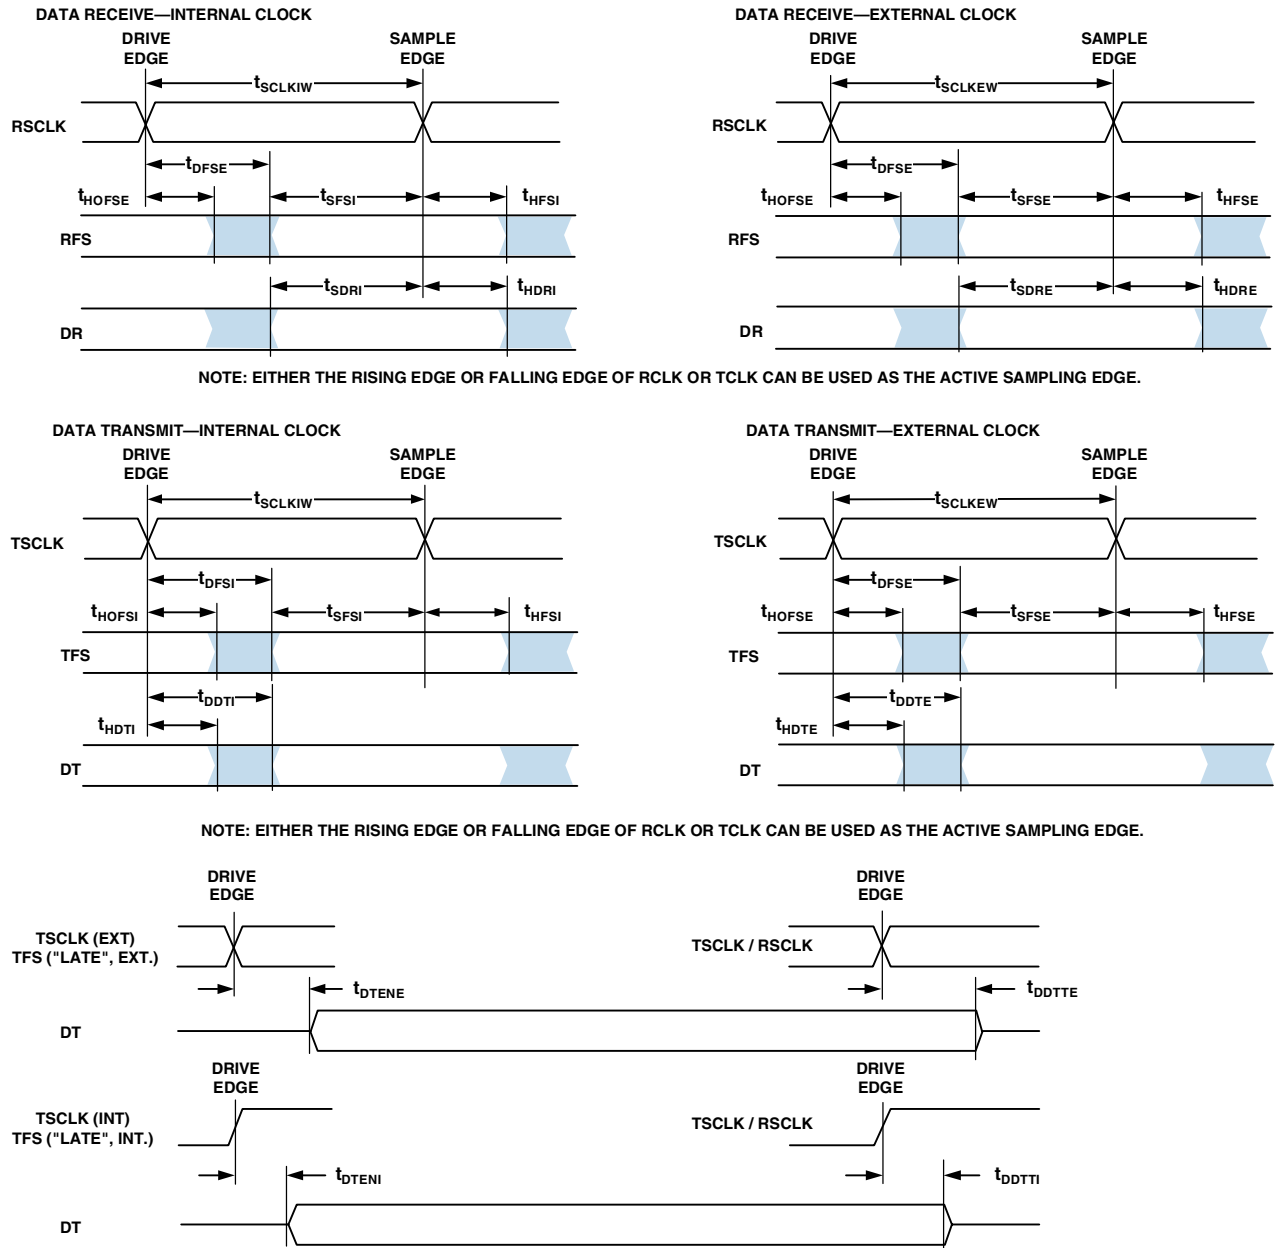 DATA RECEIVE—INTERNAL CLOCK
DRIVE
EDGE
SAMPLE
EDGE
tSCLKIW
RSCLK
tDFSE
tHOFSE
tSFSI
tHFSI
RFS
tSDRI
tHDRI
DR
DATA RECEIVE—EXTERNAL CLOCK
DRIVE
EDGE
SAMPLE
EDGE
tSCLKEW
RSCLK
tDFSE
tHOFSE
tSFSE
tHFSE
RFS
tSDRE
tHDRE
DR
NOTE: EITHER THE RISING EDGE OR FALLING EDGE OF RCLK OR TCLK CAN BE USED AS THE ACTIVE SAMPLING EDGE.
DATA TRANSMIT—INTERNAL CLOCK
DRIVE
EDGE
SAMPLE
EDGE
tSCLKIW
TSCLK
tDFSI
tHOFSI
tSFSI
tHFSI
TFS
tDDTI
tHDTI
DT
DATA TRANSMIT—EXTERNAL CLOCK
DRIVE
EDGE
SAMPLE
EDGE
tSCLKEW
TSCLK
tDFSE
tHOFSE
tSFSE
tHFSE
TFS
tDDTE
tHDTE
DT
NOTE: EITHER THE RISING EDGE OR FALLING EDGE OF RCLK OR TCLK CAN BE USED AS THE ACTIVE SAMPLING EDGE.
DRIVE
EDGE
DRIVE
EDGE
TSCLK (EXT)
TFS ("LATE", EXT.)
TSCLK / RSCLK
tDTENE
tDDTTE
DT
DRIVE
EDGE
DRIVE
EDGE
TSCLK (INT)
TFS ("LATE", INT.)
TSCLK / RSCLK
tDTENI
tDDTTI
DT